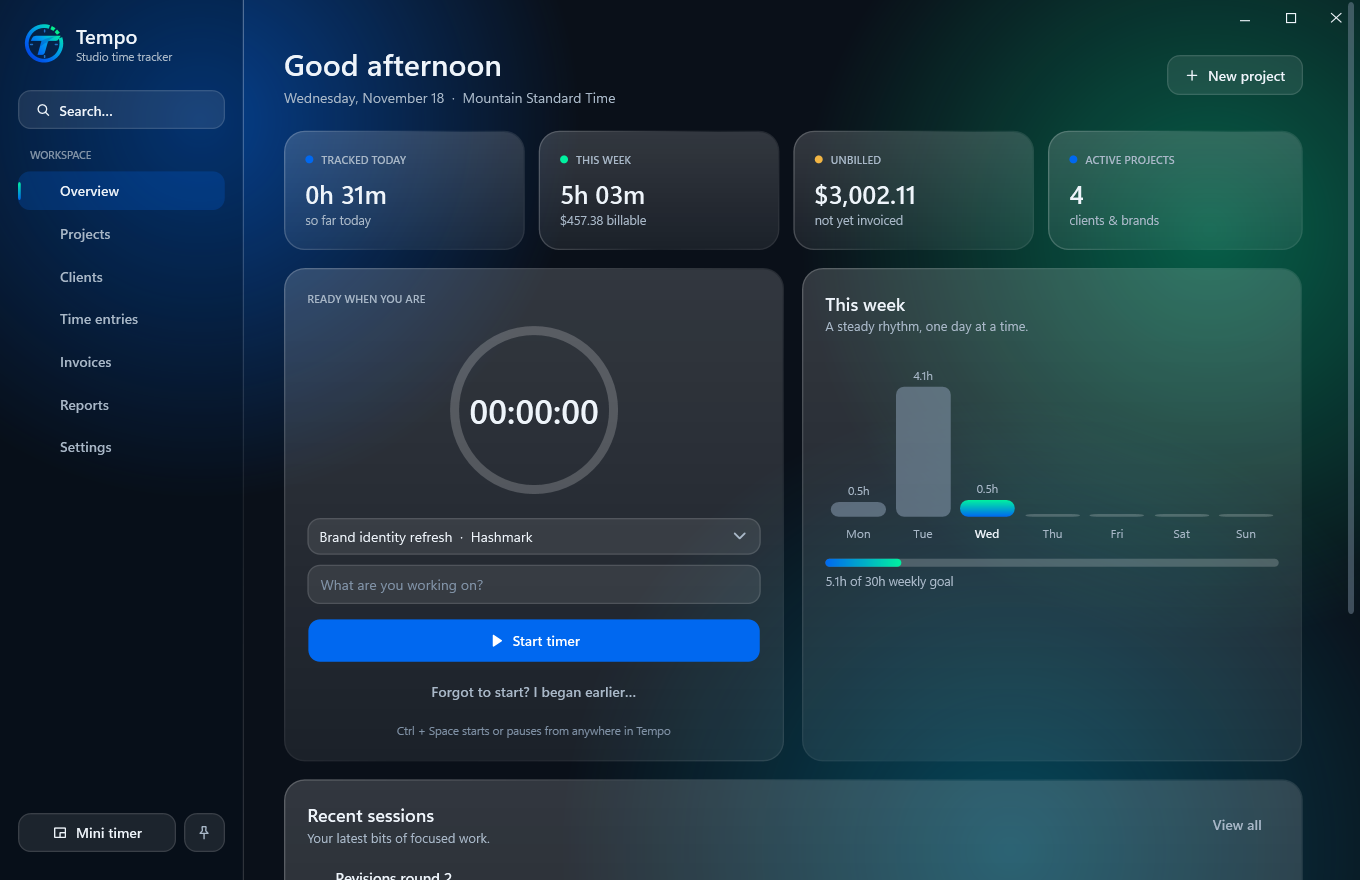 Tempo
Studio time tracker
Search...
WORKSPACE
Overview
Projects
Clients
Time entries
Invoices
Reports
Settings
Mini timer
Good afternoon
Wednesday, November 18 · Mountain Standard Time
New project
TRACKED TODAY
0h 31m
so far today
THIS WEEK
5h 03m
$457.38 billable
UNBILLED
$3,002.11
not yet invoiced
ACTIVE PROJECTS
4
clients & brands
READY WHEN YOU ARE
00:00:00
Brand identity refresh · Hashmark
What are you working on?
Start timer
Forgot to start? I began earlier...
Ctrl + Space starts or pauses from anywhere in Tempo
This week
A steady rhythm, one day at a time.
4.1h
0.5h
0.5h
Mon Tue Wed Thu Fri Sat Sun
5.1h of 30h weekly goal
Recent sessions
Your latest bits of focused work.
View all
Revisions round 2